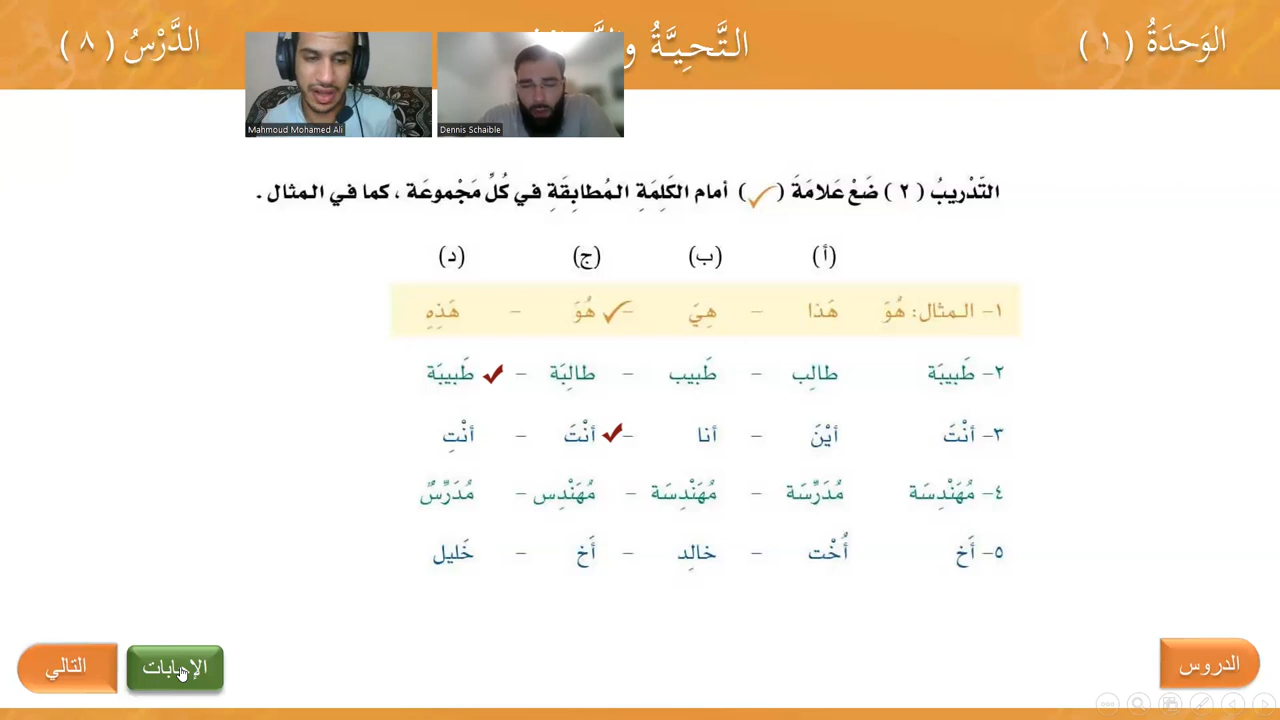 الوَحدَةُ ( ١ )
التَّحِيَّةُ
الدَّرْسُ ( ٨ )
Mahmoud Mohamed Ali
Dennis Schaible
التَّدْريبُ ( ٢ ) ضَعْ عَلامَةَ (✓) أمام الكَلِمَةِ المُطابِقَةِ في كُلِّ مَجْموعَة ، كما في المثال .
(أ) (ب) (ج) (د)
١- المثال: هُوَ هَذا - هِيَ - ✓ هُوَ - هَذِهِ
٢- طَبيبَة طالِب - طَبيب - طالِبَة - ✓ طَبيبَة
٣- أنْتَ أيْنَ - أنا - ✓ أنْتَ - أنْتِ
٤- مُهَنْدِسَة مُدَرِّسَة - مُهَنْدِسَة - مُهَنْدِس - مُدَرِّسٌ
٥- أَخ أُخْت - خالِد - أَخ - خَليل
الدروس
الإجابات
التالي